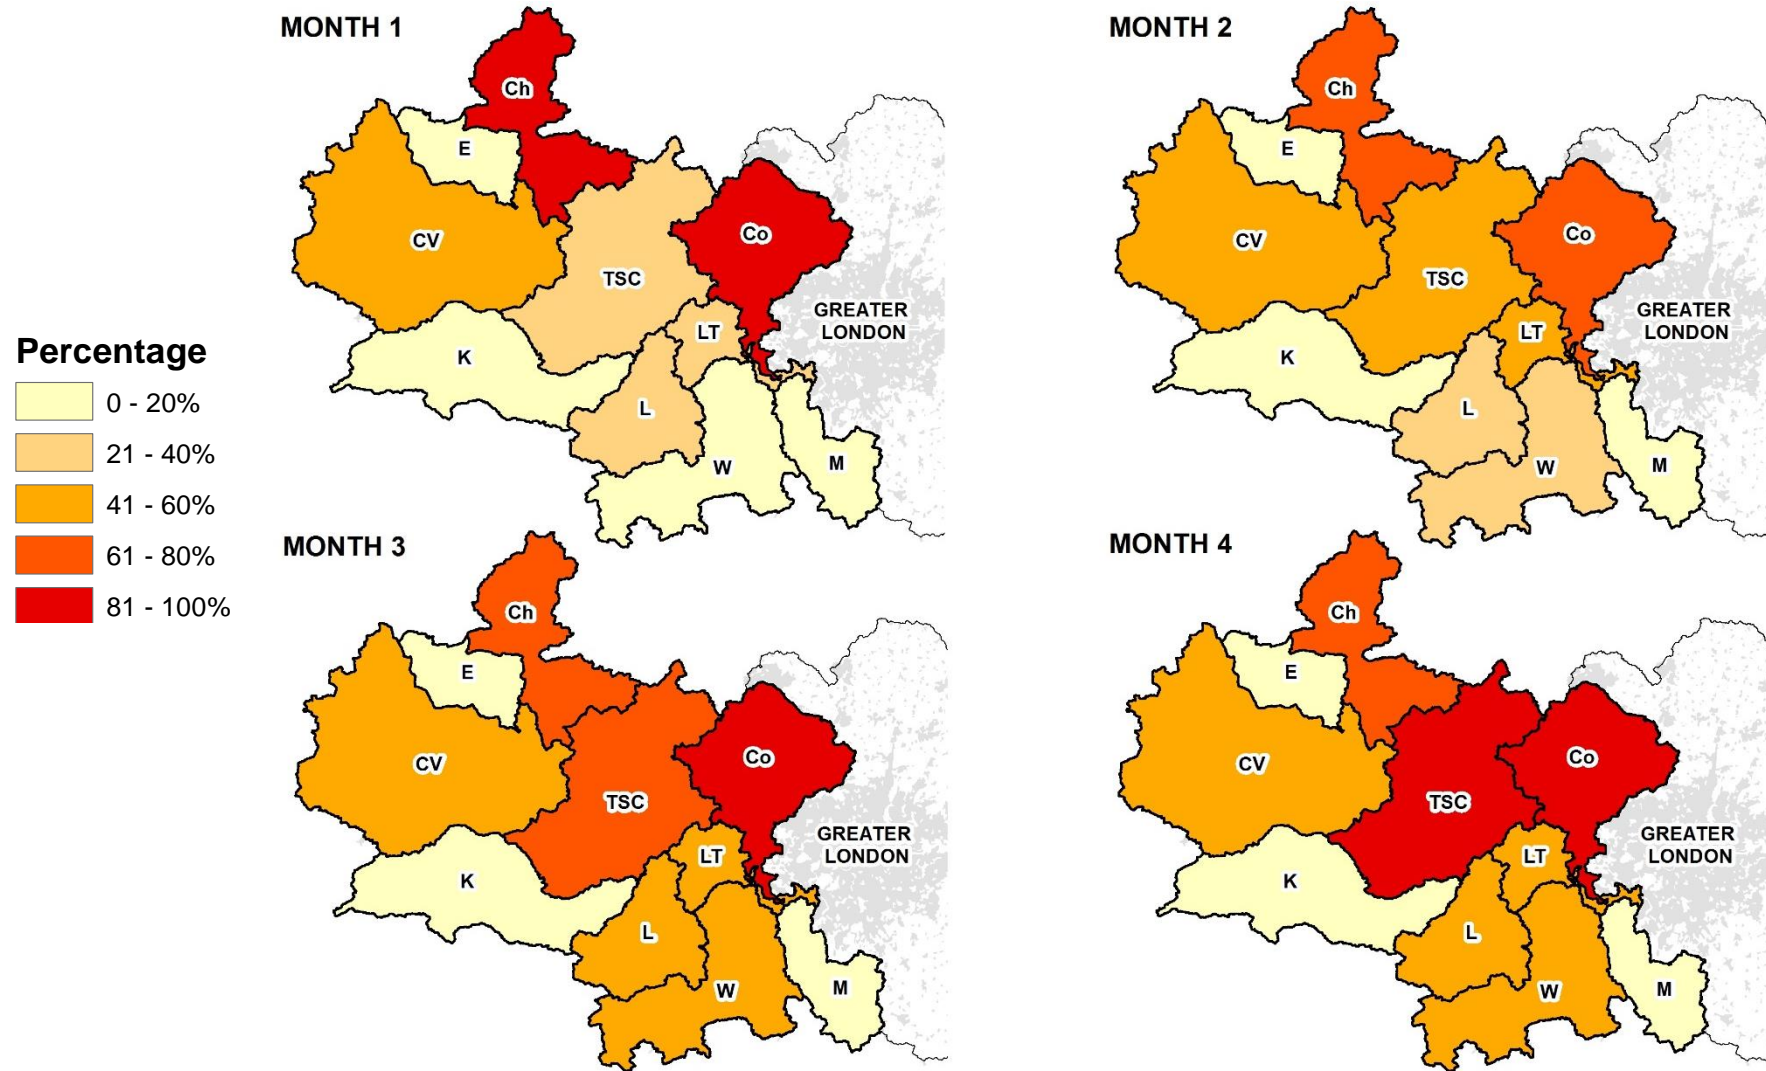 MONTH 1
Ch
E
CV
Co
TSC
GREATER
LONDON
LT
K
L
W
M
MONTH 2
Ch
E
CV
Co
TSC
GREATER
LONDON
LT
K
L
W
M
Percentage
0 - 20%
21 - 40%
41 - 60%
61 - 80%
81 - 100%
MONTH 3
Ch
E
CV
Co
TSC
GREATER
LONDON
LT
K
L
W
M
MONTH 4
Ch
E
CV
Co
TSC
GREATER
LONDON
LT
K
L
W
M